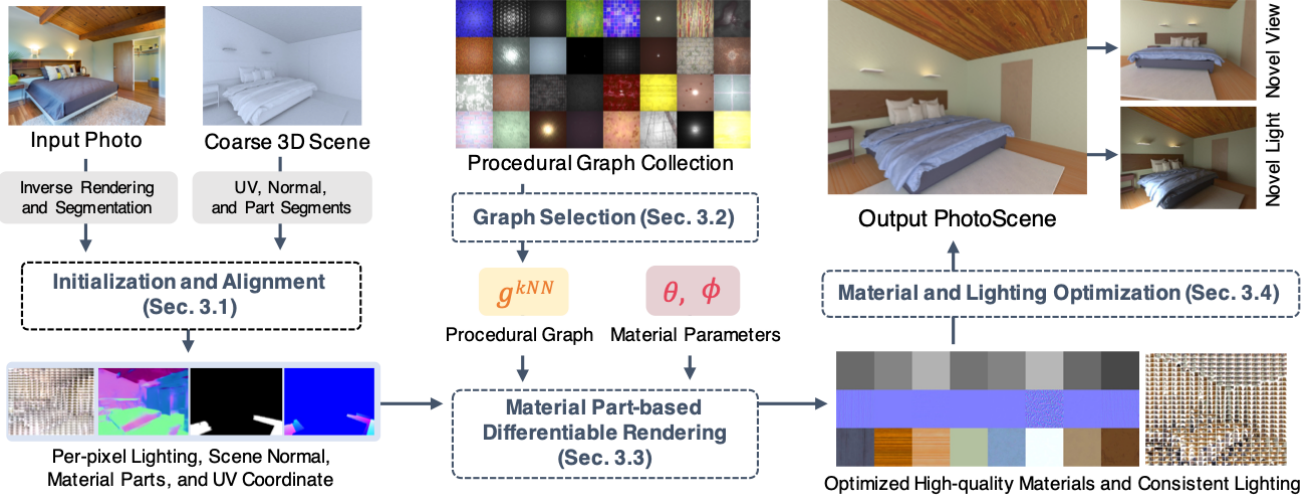 Input Photo
Coarse 3D Scene
Inverse Rendering
and Segmentation
UV, Normal,
and Part Segments
Initialization and Alignment
(Sec. 3.1)
Per-pixel Lighting, Scene Normal,
Material Parts, and UV Coordinate
Procedural Graph Collection
Graph Selection (Sec. 3.2)
g^{kNN}
θ, ϕ
Procedural Graph
Material Parameters
Material Part-based
Differentiable Rendering
(Sec. 3.3)
Novel View
Novel Light
Output PhotoScene
Material and Lighting Optimization (Sec. 3.4)
Optimized High-quality Materials and Consistent Lighting